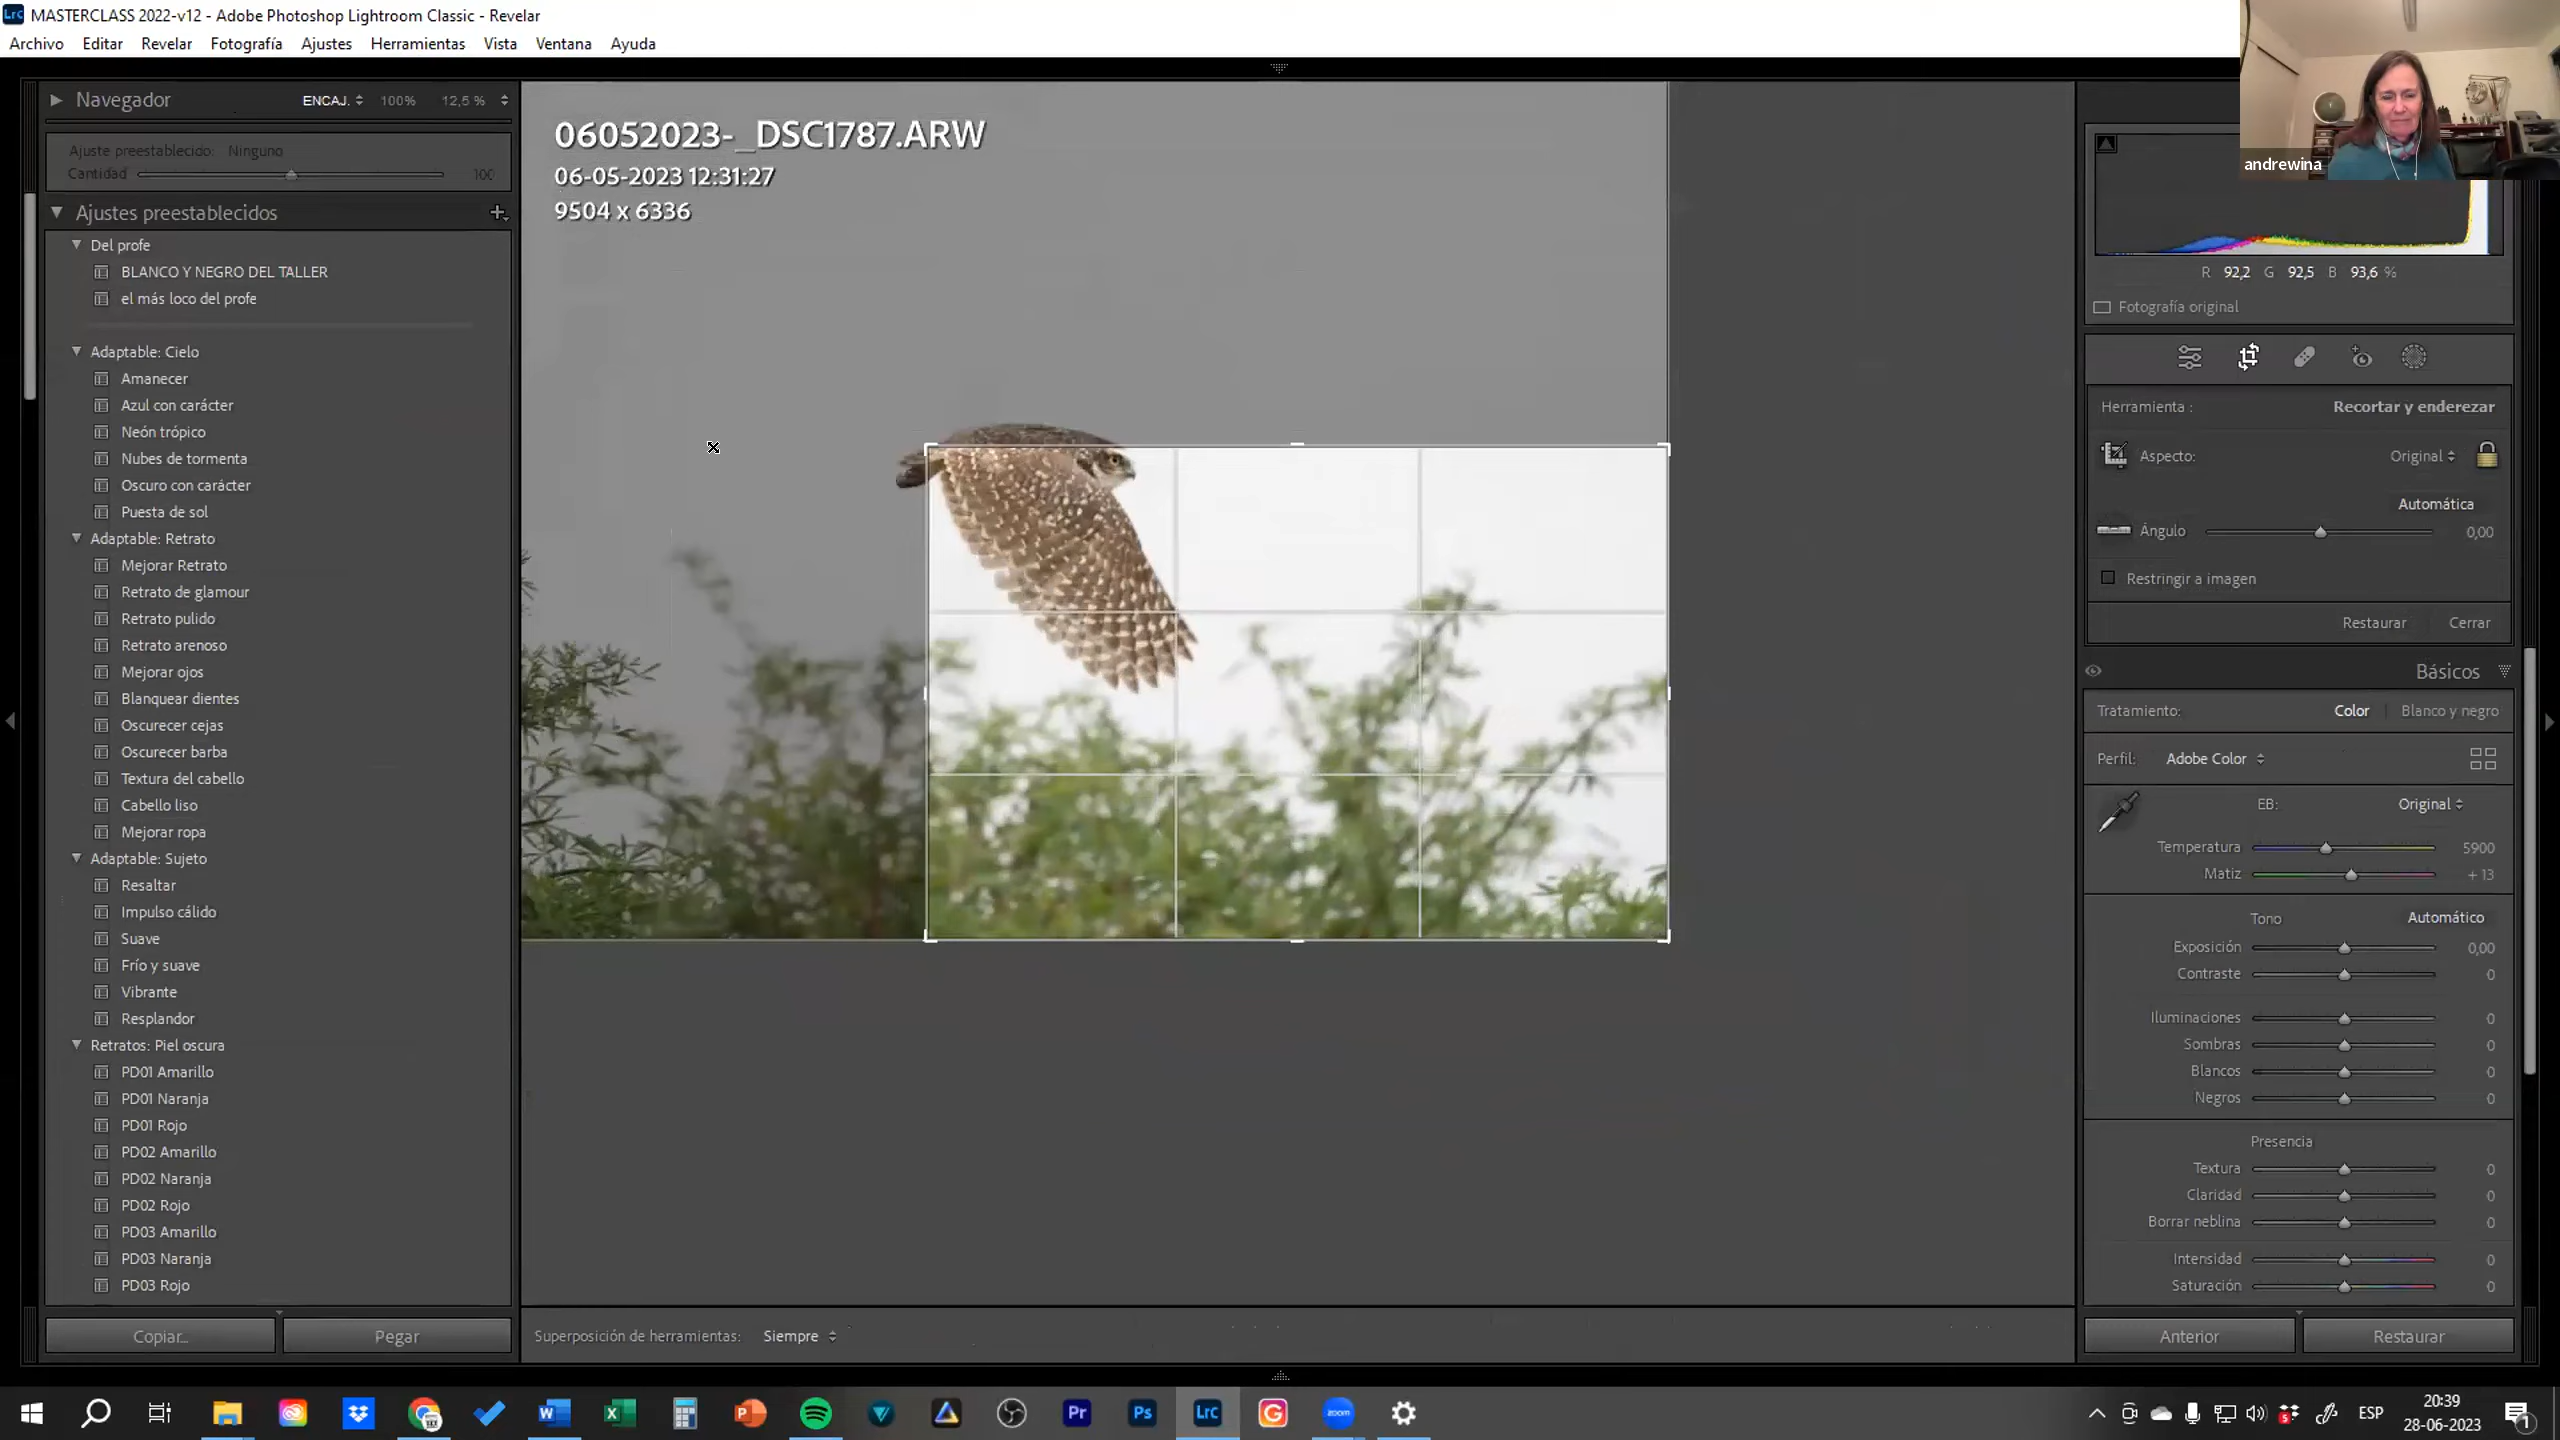 MASTERCLASS 2022-v12 - Adobe Photoshop Lightroom Classic - Revelar
Archivo Editar Revelar Fotografía Ajustes Herramientas Vista Ventana Ayuda
Navegador ENCAJ. 100% 12,5 %
Ajuste preestablecido: Ninguno
Cantidad 100
Ajustes preestablecidos
Del profe
BLANCO Y NEGRO DEL TALLER
el más loco del profe
Adaptable: Cielo
Amanecer
Azul con carácter
Neón trópico
Nubes de tormenta
Oscuro con carácter
Puesta de sol
Adaptable: Retrato
Mejorar Retrato
Retrato de glamour
Retrato pulido
Retrato arenoso
Mejorar ojos
Blanquear dientes
Oscurecer cejas
Oscurecer barba
Textura del cabello
Cabello liso
Mejorar ropa
Adaptable: Sujeto
Resaltar
Impulso cálido
Suave
Frío y suave
Vibrante
Resplandor
Retratos: Piel oscura
PD01 Amarillo
PD01 Naranja
PD01 Rojo
PD02 Amarillo
PD02 Naranja
PD02 Rojo
PD03 Amarillo
PD03 Naranja
PD03 Rojo
Copiar... Pegar
06052023-_DSC1787.ARW
06-05-2023 12:31:27
9504 x 6336
Superposición de herramientas: Siempre
andrewina
R 92,2 G 92,5 B 93,6 %
Fotografía original
Herramienta : Recortar y enderezar
Aspecto: Original
Automática
Ángulo 0,00
Restringir a imagen
Restaurar Cerrar
Básicos
Tratamiento: Color Blanco y negro
Perfil: Adobe Color
EB: Original
Temperatura 5900
Matiz + 13
Tono Automático
Exposición 0,00
Contraste 0
Iluminaciones 0
Sombras 0
Blancos 0
Negros 0
Presencia
Textura 0
Claridad 0
Borrar neblina 0
Intensidad 0
Saturación 0
Anterior Restaurar
Pr Ps LrC zoom
ESP
20:39
28-06-2023
1